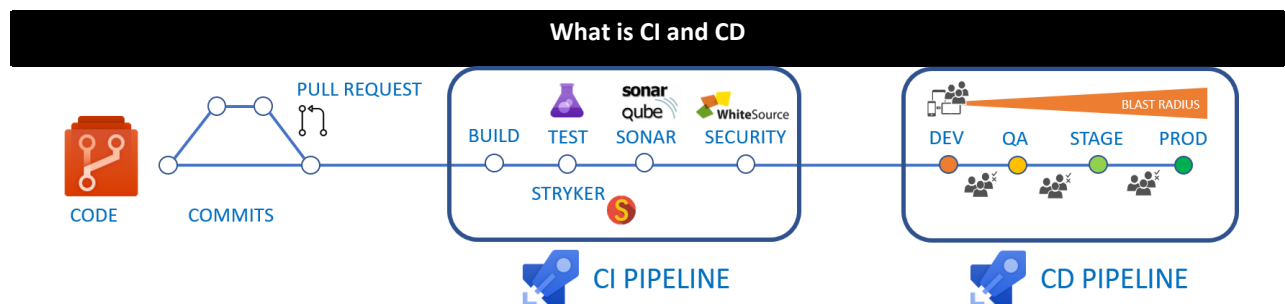 What is CI and CD
PULL REQUEST
CODE
COMMITS
sonar
qube
WhiteSource
BUILD
TEST
SONAR
SECURITY
STRYKER
S
CI PIPELINE
BLAST RADIUS
DEV
QA
STAGE
PROD
CD PIPELINE